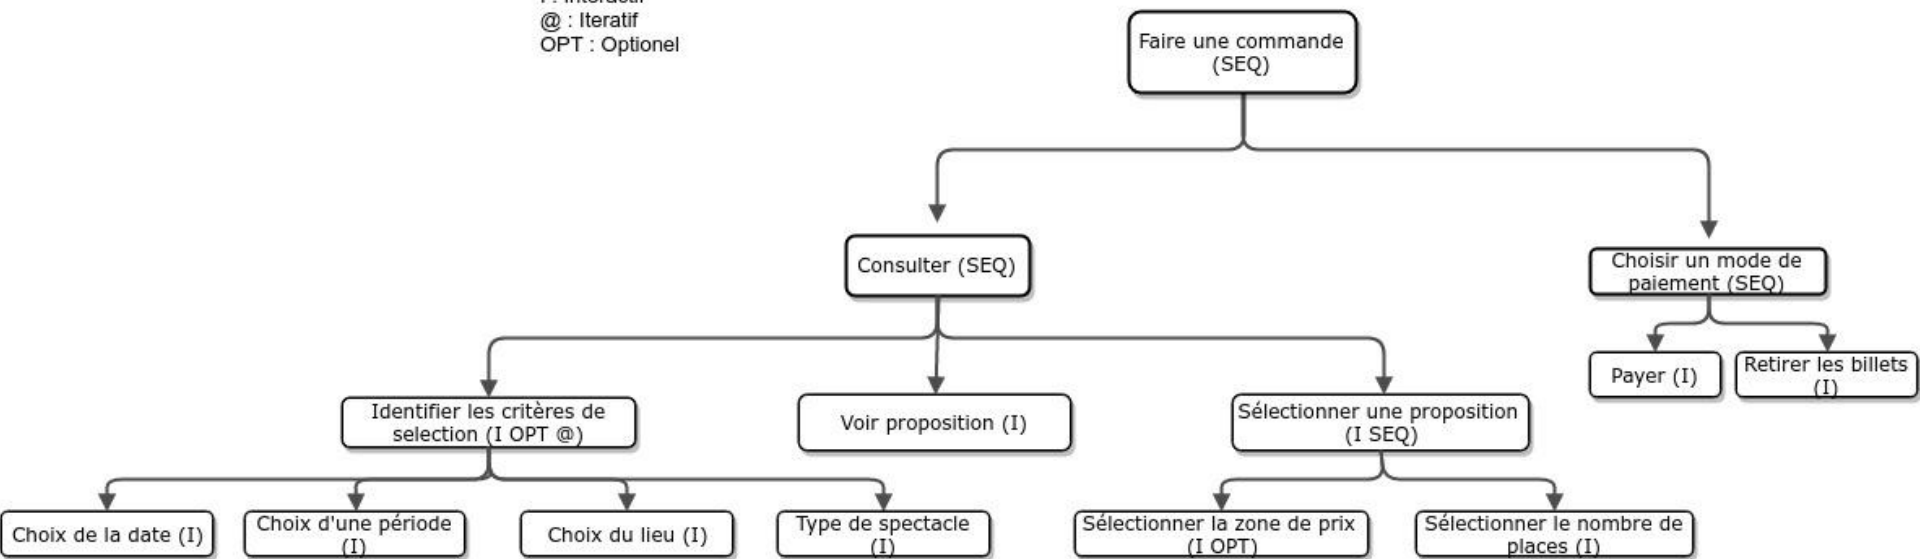 @ : Iteratif
OPT : Optionel
Faire une commande
(SEQ)
Consulter (SEQ)
Choisir un mode de
paiement (SEQ)
Payer (I)
Retirer les billets
(I)
Identifier les critères de
selection (I OPT @)
Voir proposition (I)
Sélectionner une proposition
(I SEQ)
Choix de la date (I)
Choix d'une période
(I)
Choix du lieu (I)
Type de spectacle
(I)
Sélectionner la zone de prix
(I OPT)
Sélectionner le nombre de
places (I)